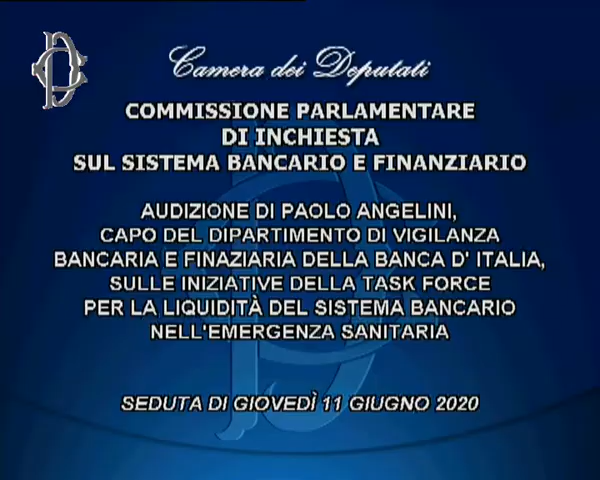 Camera dei Deputati
COMMISSIONE PARLAMENTARE
DI INCHIESTA
SUL SISTEMA BANCARIO E FINANZIARIO
AUDIZIONE DI PAOLO ANGELINI,
CAPO DEL DIPARTIMENTO DI VIGILANZA
BANCARIA E FINAZIARIA DELLA BANCA D' ITALIA,
SULLE INIZIATIVE DELLA TASK FORCE
PER LA LIQUIDITÀ DEL SISTEMA BANCARIO
NELL'EMERGENZA SANITARIA
SEDUTA DI GIOVEDÌ 11 GIUGNO 2020